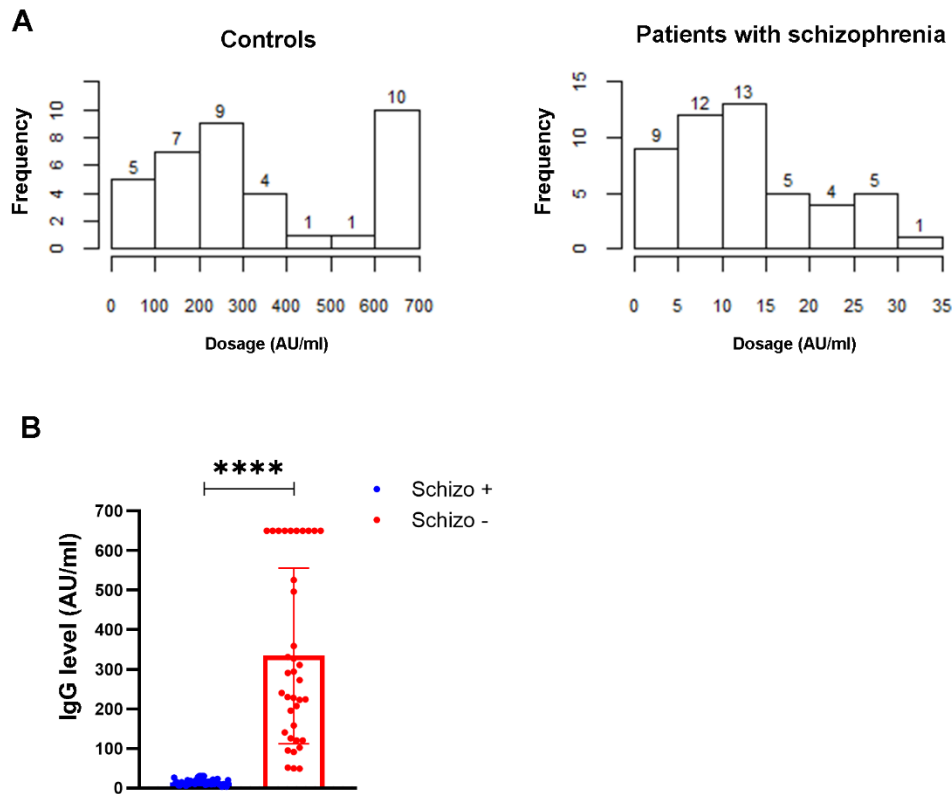 A
Controls
Patients with schizophrenia
Frequency
0 2 4 6 8 10
5 7 9 4 1 1 10
0 100 200 300 400 500 600 700
Dosage (AU/ml)
Frequency
0 5 10 15
9 12 13 5 4 5 1
0 5 10 15 20 25 30 35
Dosage (AU/ml)
B
****
Schizo +
Schizo -
IgG level (AU/ml)
700
600
500
400
300
200
100
0